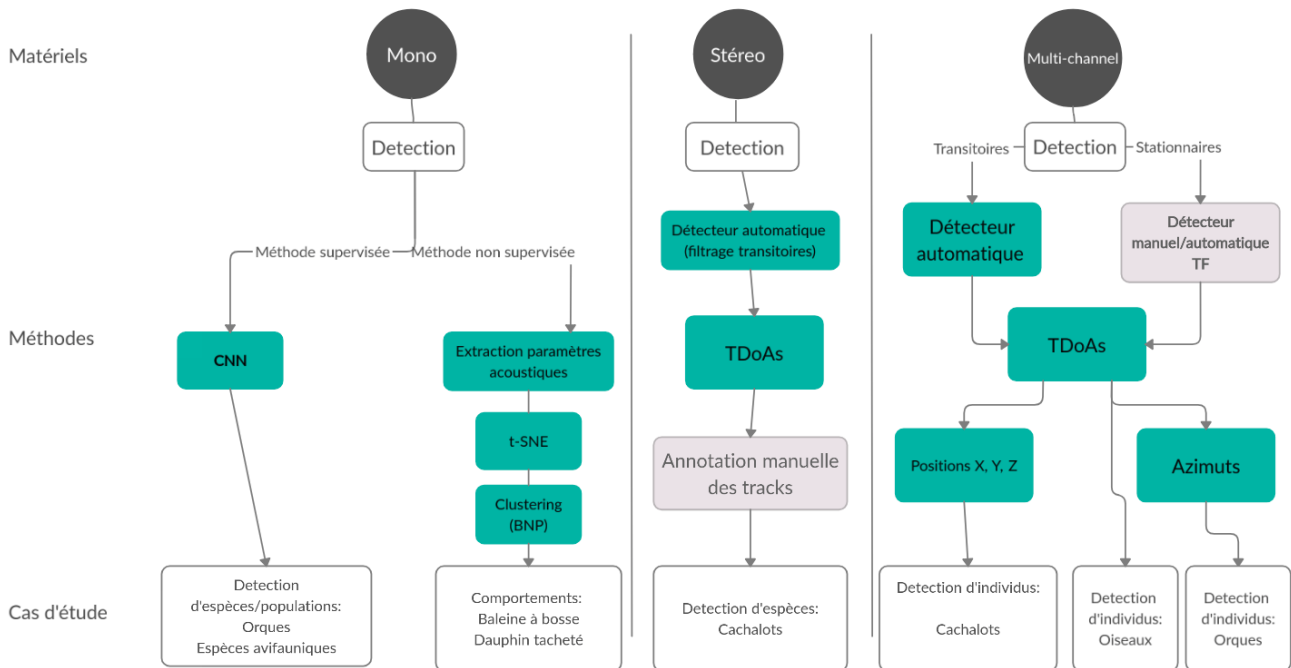 Matériels
Mono
Stéreo
Multi-channel
Detection
Detection
Transitoires
Detection
Stationnaires
Méthode supervisée
Méthode non supervisée
Détecteur automatique
(filtrage transitoires)
Détecteur
automatique
Détecteur
manuel/automatique
TF
Méthodes
CNN
Extraction paramètres
acoustiques
TDoAs
TDoAs
t-SNE
Clustering
(BNP)
Annotation manuelle
des tracks
Positions X, Y, Z
Azimuts
Cas d'étude
Detection
d'espèces/populations:
Orques
Espèces avifauniques
Comportements:
Baleine à bosse
Dauphin tacheté
Detection d'espèces:
Cachalots
Detection d'individus:
Cachalots
Detection
d'individus:
Oiseaux
Detection
d'individus:
Orques